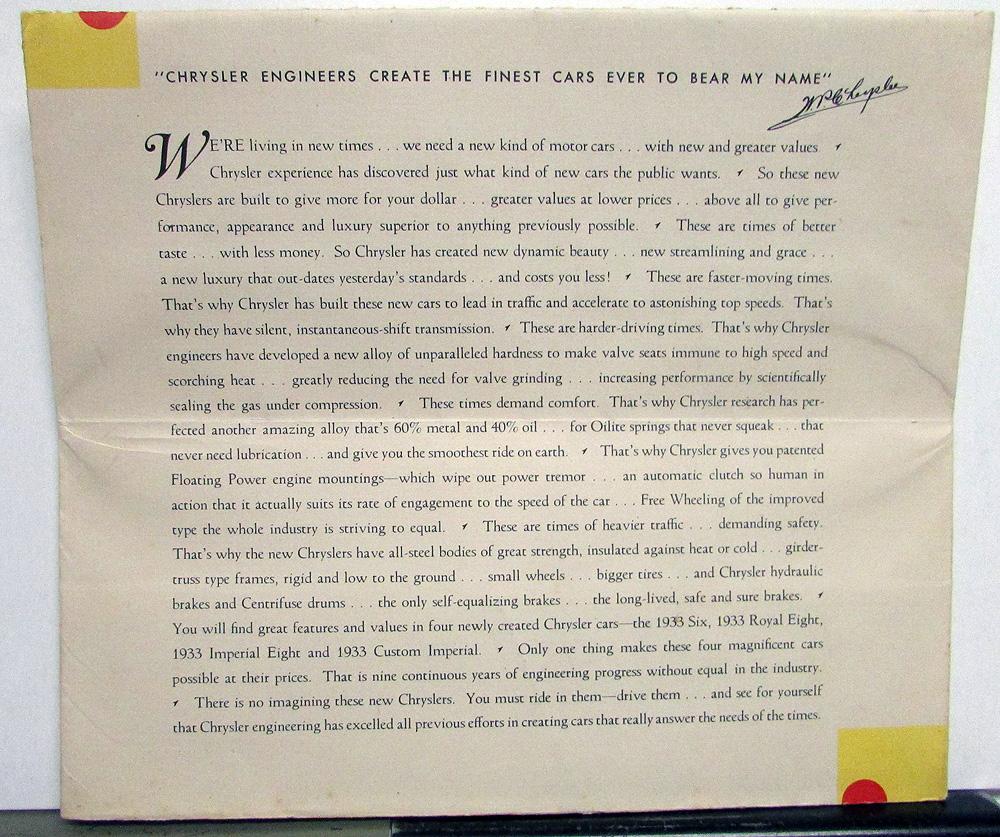 "CHRYSLER ENGINEERS CREATE THE FINEST CARS EVER TO BEAR MY NAME"
W.P. Chrysler
WE'RE living in new times . . . we need a new kind of motor cars . . . with new and greater values
Chrysler experience has discovered just what kind of new cars the public wants. So these new
Chryslers are built to give more for your dollar . . . greater values at lower prices . . . above all to give per-
formance, appearance and luxury superior to anything previously possible. These are times of better
taste . . . with less money. So Chrysler has created new dynamic beauty . . . new streamlining and grace . . .
a new luxury that out-dates yesterday's standards . . . and costs you less! These are faster-moving times.
That's why Chrysler has built these new cars to lead in traffic and accelerate to astonishing top speeds. That's
why they have silent, instantaneous-shift transmission. These are harder-driving times. That's why Chrysler
engineers have developed a new alloy of unparalleled hardness to make valve seats immune to high speed and
scorching heat . . . greatly reducing the need for valve grinding . . . increasing performance by scientifically
sealing the gas under compression. These times demand comfort. That's why Chrysler research has per-
fected another amazing alloy that's 60% metal and 40% oil . . . for Oilite springs that never squeak . . . that
never need lubrication . . . and give you the smoothest ride on earth. That's why Chrysler gives you patented
Floating Power engine mountings—which wipe out power tremor . . . an automatic clutch so human in
action that it actually suits its rate of engagement to the speed of the car . . . Free Wheeling of the improved
type the whole industry is striving to equal. These are times of heavier traffic . . . demanding safety.
That's why the new Chryslers have all-steel bodies of great strength, insulated against heat or cold . . . girder-
truss type frames, rigid and low to the ground . . . small wheels . . . bigger tires . . . and Chrysler hydraulic
brakes and Centrifuse drums . . . the only self-equalizing brakes . . . the long-lived, safe and sure brakes.
You will find great features and values in four newly created Chrysler cars—the 1933 Six, 1933 Royal Eight,
1933 Imperial Eight and 1933 Custom Imperial. Only one thing makes these four magnificent cars
possible at their prices. That is nine continuous years of engineering progress without equal in the industry.
There is no imagining these new Chryslers. You must ride in them—drive them . . . and see for yourself
that Chrysler engineering has excelled all previous efforts in creating cars that really answer the needs of the times.